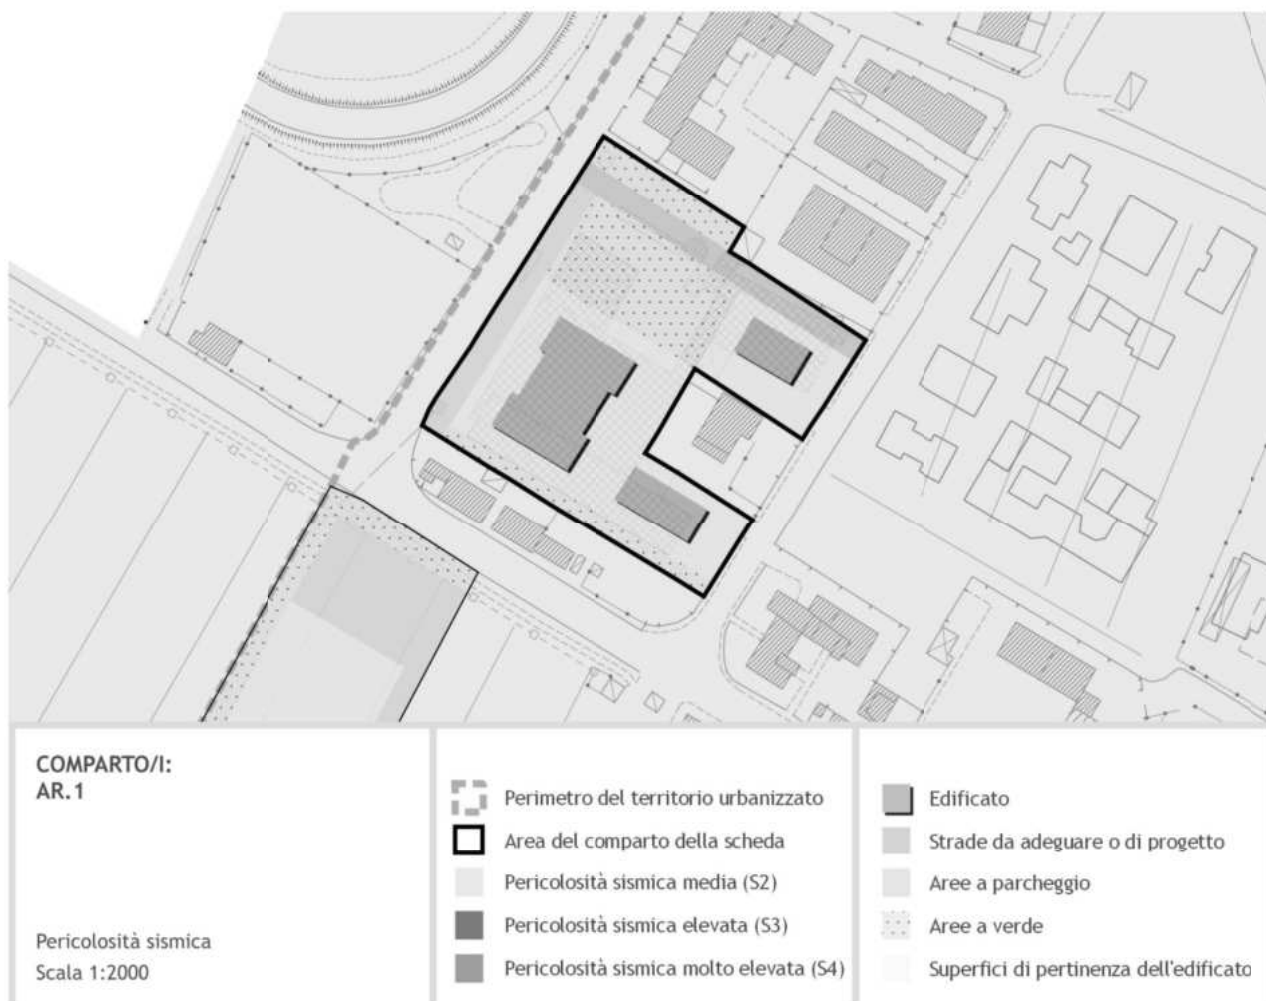 COMPARTO/I:
AR.1
Pericolosità sismica
Scala 1:2000
Perimetro del territorio urbanizzato
Area del comparto della scheda
Pericolosità sismica media (S2)
Pericolosità sismica elevata (S3)
Pericolosità sismica molto elevata (S4)
Edificato
Strade da adeguare o di progetto
Aree a parcheggio
Aree a verde
Superfici di pertinenza dell'edificato